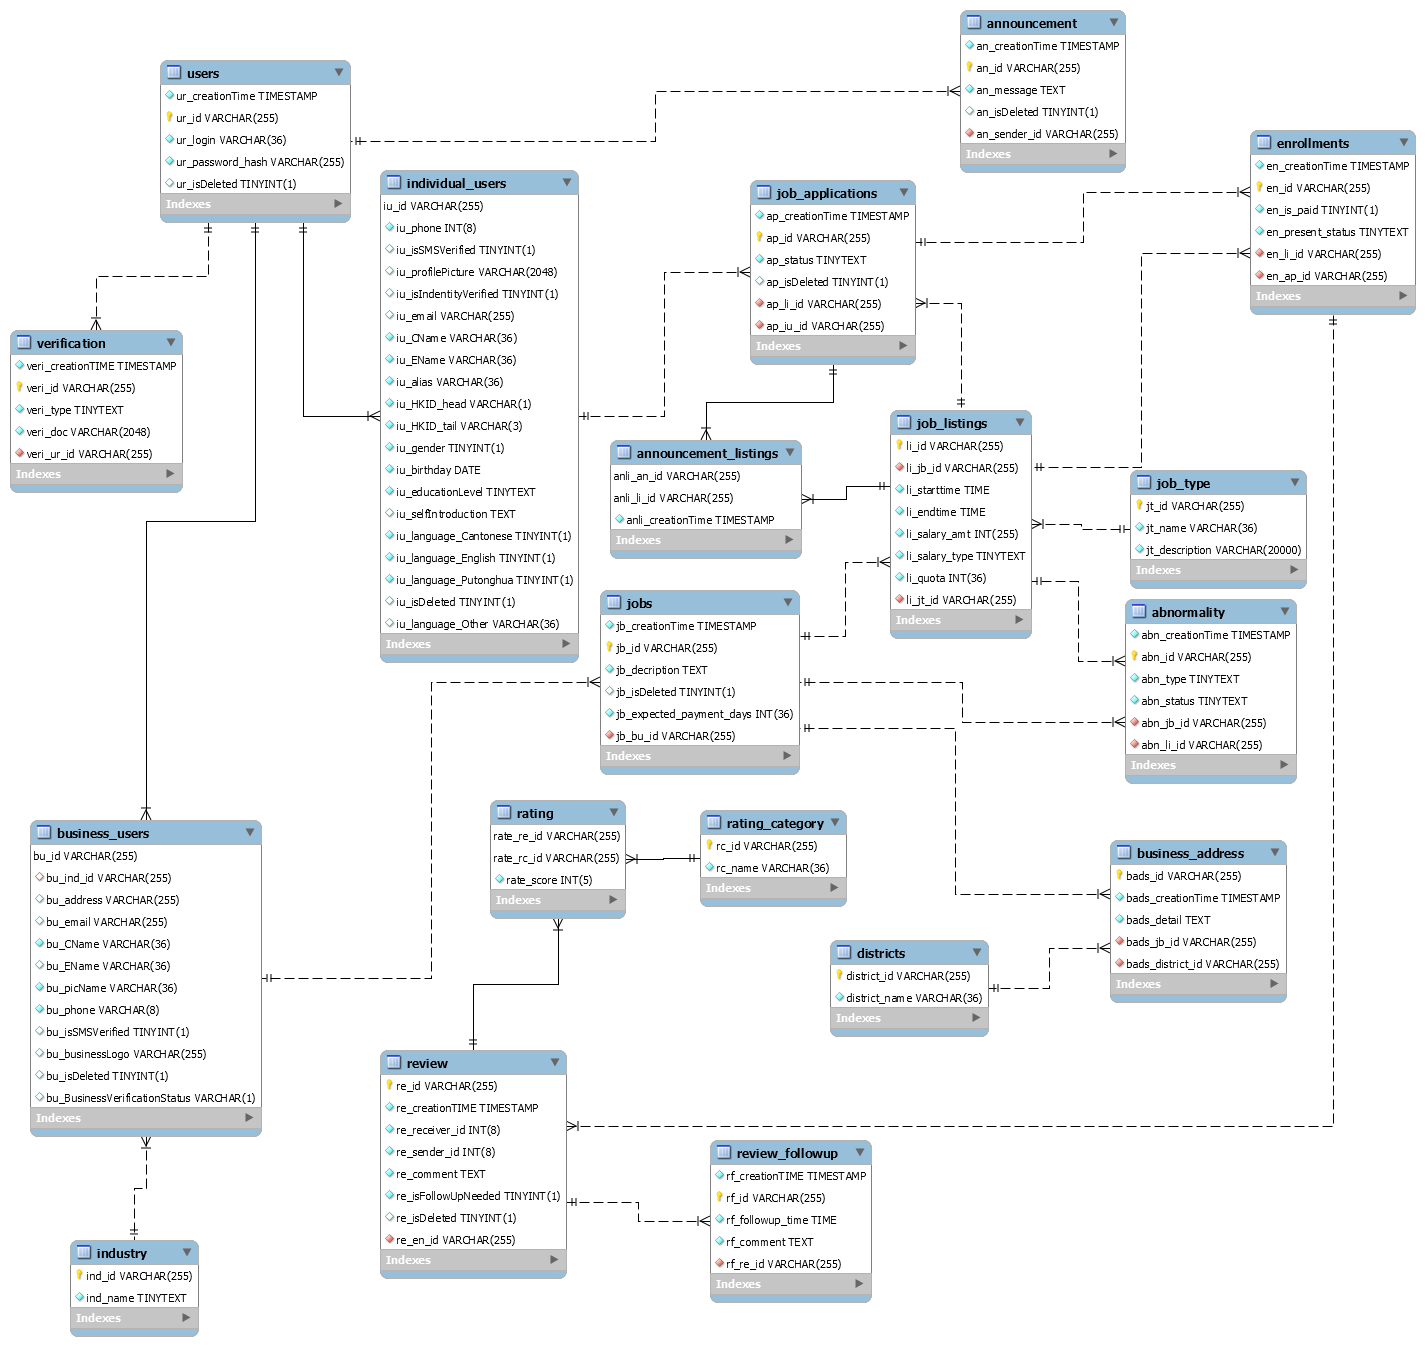 announcement
an_creationTime TIMESTAMP
an_id VARCHAR(255)
an_message TEXT
an_isDeleted TINYINT(1)
an_sender_id VARCHAR(255)
Indexes
users
ur_creationTime TIMESTAMP
ur_id VARCHAR(255)
ur_login VARCHAR(36)
ur_password_hash VARCHAR(255)
ur_isDeleted TINYINT(1)
Indexes
enrollments
en_creationTime TIMESTAMP
en_id VARCHAR(255)
en_is_paid TINYINT(1)
en_present_status TINYTEXT
en_li_id VARCHAR(255)
en_ap_id VARCHAR(255)
Indexes
individual_users
iu_id VARCHAR(255)
iu_phone INT(8)
iu_isSMSVerified TINYINT(1)
iu_profilePicture VARCHAR(2048)
iu_isIndentityVerified TINYINT(1)
iu_email VARCHAR(255)
iu_CName VARCHAR(36)
iu_EName VARCHAR(36)
iu_alias VARCHAR(36)
iu_HKID_head VARCHAR(1)
iu_HKID_tail VARCHAR(3)
iu_gender TINYINT(1)
iu_birthday DATE
iu_educationLevel TINYTEXT
iu_selfIntroduction TEXT
iu_language_Cantonese TINYINT(1)
iu_language_English TINYINT(1)
iu_language_Putonghua TINYINT(1)
iu_isDeleted TINYINT(1)
iu_language_Other VARCHAR(36)
Indexes
job_applications
ap_creationTime TIMESTAMP
ap_id VARCHAR(255)
ap_status TINYTEXT
ap_isDeleted TINYINT(1)
ap_li_id VARCHAR(255)
ap_iu_id VARCHAR(255)
Indexes
verification
veri_creationTIME TIMESTAMP
veri_id VARCHAR(255)
veri_type TINYTEXT
veri_doc VARCHAR(2048)
veri_ur_id VARCHAR(255)
Indexes
job_listings
li_id VARCHAR(255)
li_jb_id VARCHAR(255)
li_starttime TIME
li_endtime TIME
li_salary_amt INT(255)
li_salary_type TINYTEXT
li_quota INT(36)
li_jt_id VARCHAR(255)
Indexes
announcement_listings
anli_an_id VARCHAR(255)
anli_li_id VARCHAR(255)
anli_creationTime TIMESTAMP
Indexes
job_type
jt_id VARCHAR(255)
jt_name VARCHAR(36)
jt_description VARCHAR(20000)
Indexes
jobs
jb_creationTime TIMESTAMP
jb_id VARCHAR(255)
jb_decription TEXT
jb_isDeleted TINYINT(1)
jb_expected_payment_days INT(36)
jb_bu_id VARCHAR(255)
Indexes
abnormality
abn_creationTime TIMESTAMP
abn_id VARCHAR(255)
abn_type TINYTEXT
abn_status TINYTEXT
abn_jb_id VARCHAR(255)
abn_li_id VARCHAR(255)
Indexes
rating
rate_re_id VARCHAR(255)
rate_rc_id VARCHAR(255)
rate_score INT(5)
Indexes
rating_category
rc_id VARCHAR(255)
rc_name VARCHAR(36)
Indexes
business_users
bu_id VARCHAR(255)
bu_ind_id VARCHAR(255)
bu_address VARCHAR(255)
bu_email VARCHAR(255)
bu_CName VARCHAR(36)
bu_EName VARCHAR(36)
bu_picName VARCHAR(36)
bu_phone VARCHAR(8)
bu_isSMSVerified TINYINT(1)
bu_businessLogo VARCHAR(255)
bu_isDeleted TINYINT(1)
bu_BusinessVerificationStatus VARCHAR(1)
Indexes
business_address
bads_id VARCHAR(255)
bads_creationTime TIMESTAMP
bads_detail TEXT
bads_jb_id VARCHAR(255)
bads_district_id VARCHAR(255)
Indexes
districts
district_id VARCHAR(255)
district_name VARCHAR(36)
Indexes
review
re_id VARCHAR(255)
re_creationTIME TIMESTAMP
re_receiver_id INT(8)
re_sender_id INT(8)
re_comment TEXT
re_isFollowUpNeeded TINYINT(1)
re_isDeleted TINYINT(1)
re_en_id VARCHAR(255)
Indexes
review_followup
rf_creationTIME TIMESTAMP
rf_id VARCHAR(255)
rf_followup_time TIME
rf_comment TEXT
rf_re_id VARCHAR(255)
Indexes
industry
ind_id VARCHAR(255)
ind_name TINYTEXT
Indexes